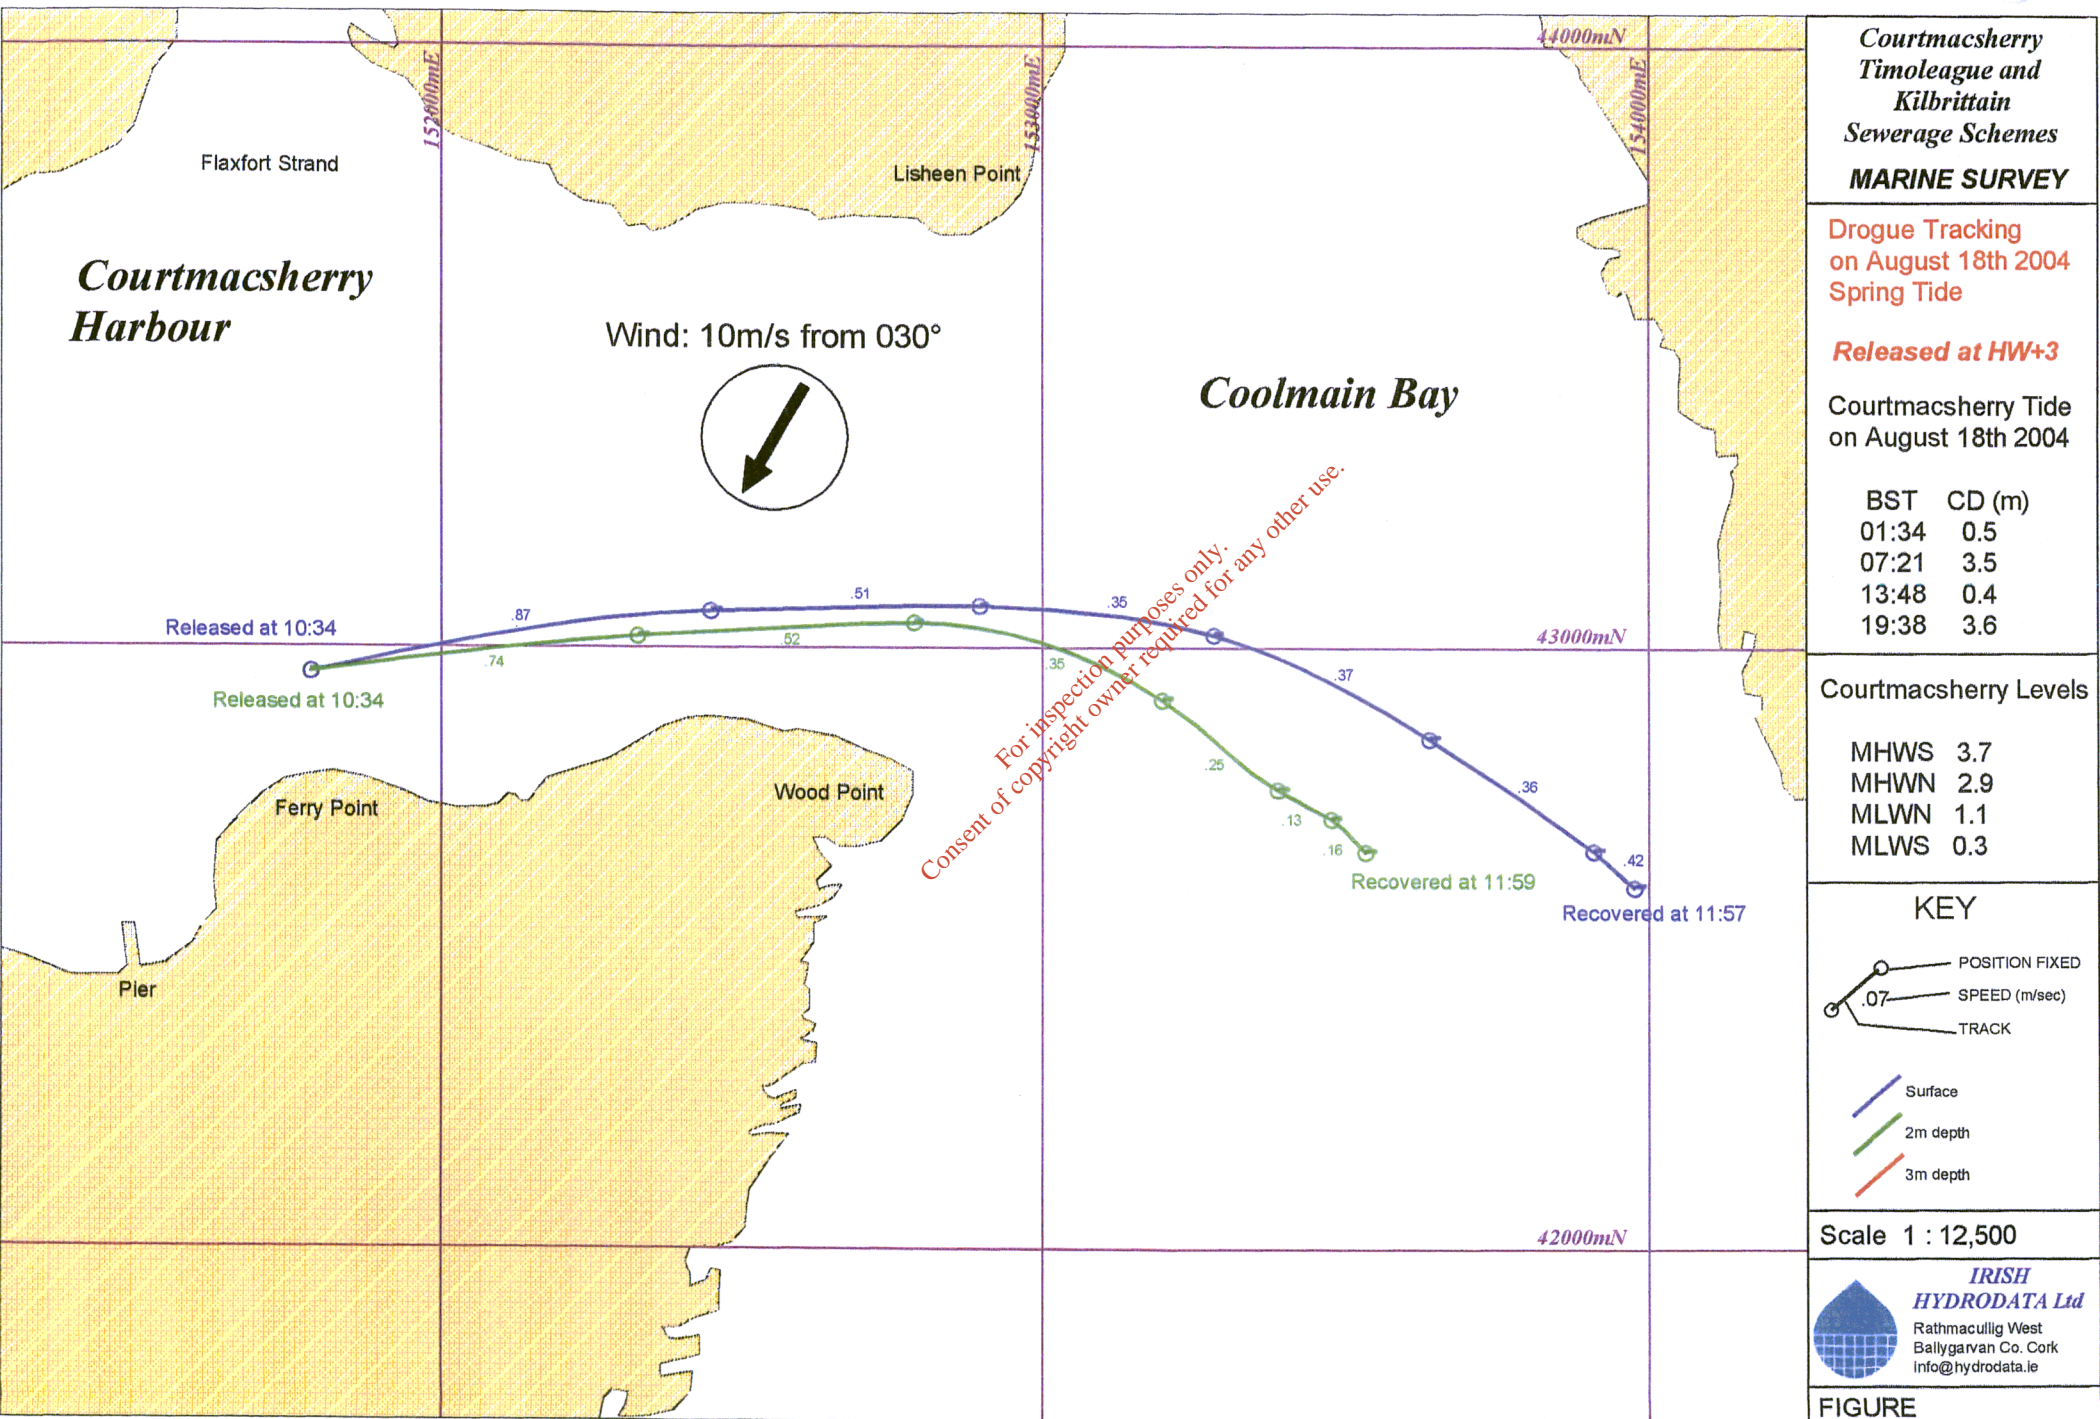 44000mN
152000mE
153000mE
154000mE
Flaxfort Strand
Lisheen Point
Courtmacsherry
Harbour
Wind: 10m/s from 030°
Coolmain Bay
Released at 10:34
.87
.51
.35
43000mN
.74
.52
.35
.37
Released at 10:34
.25
.36
.13
.16
.42
Recovered at 11:59
Recovered at 11:57
Ferry Point
Wood Point
Pier
42000mN
For inspection purposes only.
Consent of copyright owner required for any other use.
Courtmacsherry
Timoleague and
Kilbrittain
Sewerage Schemes
MARINE SURVEY
Drogue Tracking
on August 18th 2004
Spring Tide
Released at HW+3
Courtmacsherry Tide
on August 18th 2004
BST CD (m)
01:34 0.5
07:21 3.5
13:48 0.4
19:38 3.6
Courtmacsherry Levels
MHWS 3.7
MHWN 2.9
MLWN 1.1
MLWS 0.3
KEY
POSITION FIXED
.07 SPEED (m/sec)
TRACK
Surface
2m depth
3m depth
Scale 1 : 12,500
IRISH
HYDRODATA Ltd
Rathmacullig West
Ballygarvan Co. Cork
info@hydrodata.ie
FIGURE